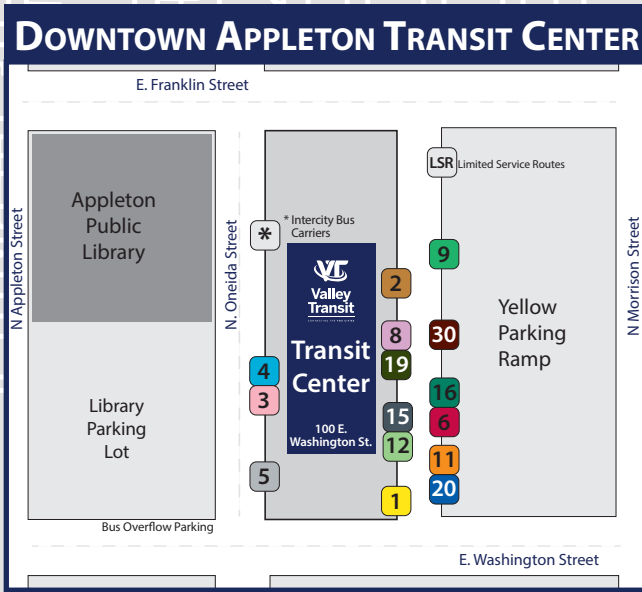 DOWNTOWN APPLETON TRANSIT CENTER
E. Franklin Street
N Appleton Street
Appleton
Public
Library
Library
Parking
Lot
Bus Overflow Parking
N. Oneida Street
*
* Intercity Bus
Carriers
4
3
5
VT
Valley
Transit
Transit
Center
100 E.
Washington St.
2
8
19
15
12
1
LSR Limited Service Routes
9
30
16
6
11
20
Yellow
Parking
Ramp
N Morrison Street
E. Washington Street